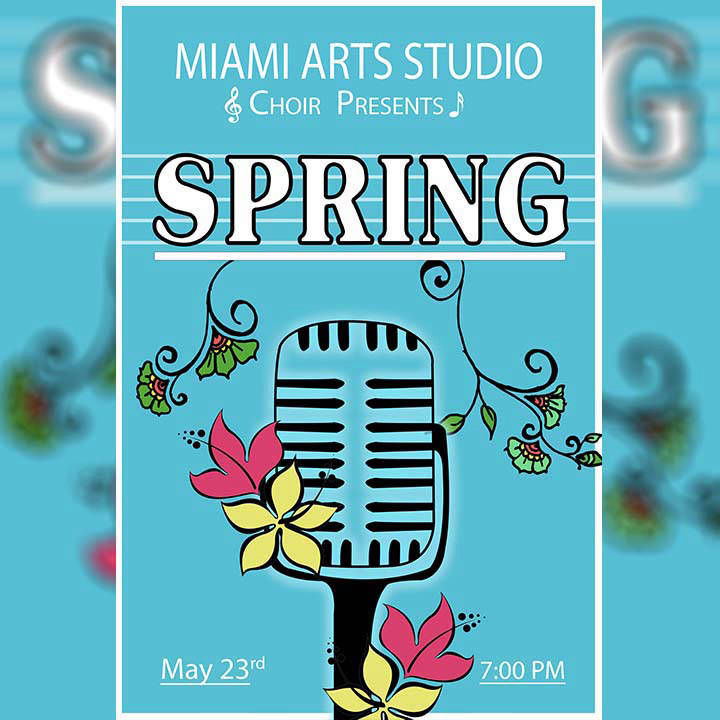 MIAMI ARTS STUDIO
CHOIR PRESENTS
SPRING
May 23rd
7:00 PM